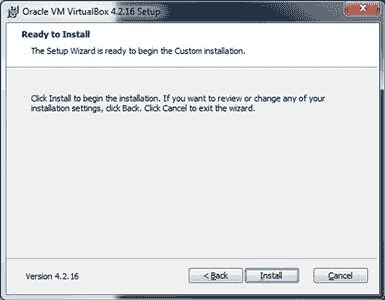 Oracle VM VirtualBox 4.2.16 Setup
Ready to Install
The Setup Wizard is ready to begin the Custom installation.
Click Install to begin the installation. If you want to review or change any of your
installation settings, click Back. Click Cancel to exit the wizard.
Version 4.2.16
< Back
Install
Cancel